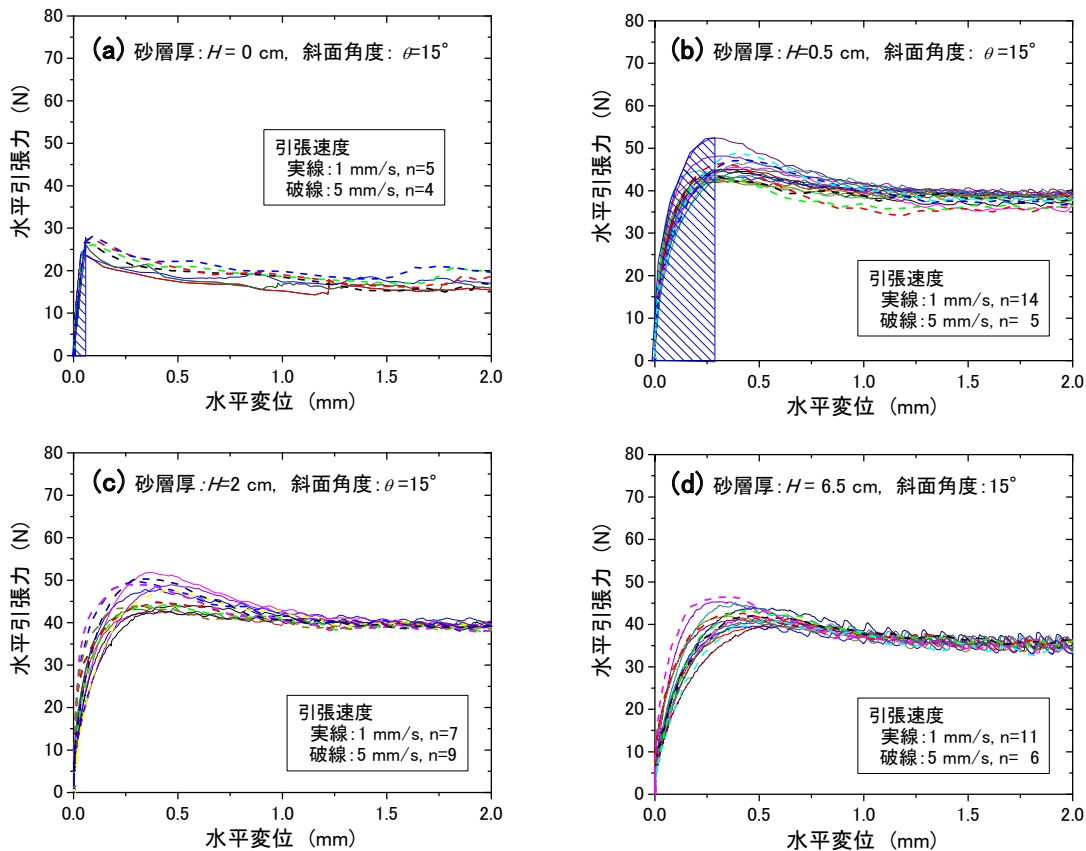 (a) 砂層厚：H = 0 cm, 斜面角度： θ=15°
引張速度
実線：1 mm/s, n=5
破線：5 mm/s, n=4
水平引張力 (N)
80
70
60
50
40
30
20
10
0
0.0 0.5 1.0 1.5 2.0
水平変位 (mm)
(b) 砂層厚：H=0.5 cm, 斜面角度： θ=15°
引張速度
実線：1 mm/s, n=14
破線：5 mm/s, n= 5
水平引張力 (N)
80
70
60
50
40
30
20
10
0
0.0 0.5 1.0 1.5 2.0
水平変位 (mm)
(c) 砂層厚：H=2 cm, 斜面角度：θ=15°
引張速度
実線：1 mm/s, n=7
破線：5 mm/s, n=9
水平引張力 (N)
80
70
60
50
40
30
20
10
0
0.0 0.5 1.0 1.5 2.0
水平変位 (mm)
(d) 砂層厚：H = 6.5 cm, 斜面角度：15°
引張速度
実線：1 mm/s, n=11
破線：5 mm/s, n= 6
水平引張力 (N)
80
70
60
50
40
30
20
10
0
0.0 0.5 1.0 1.5 2.0
水平変位 (mm)